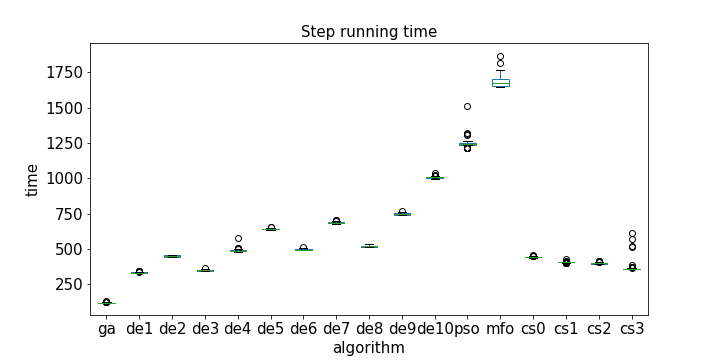 Step running time
time
1750
1500
1250
1000
750
500
250
ga de1 de2 de3 de4 de5 de6 de7 de8 de9 de10 pso mfo cs0 cs1 cs2 cs3
algorithm